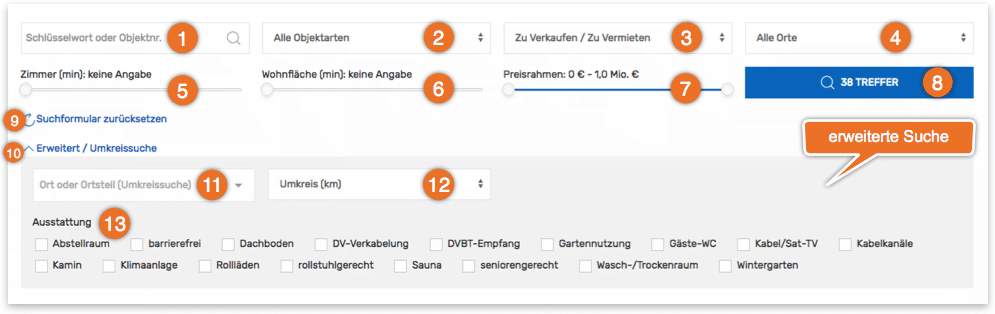 Schlüsselwort oder Objektnr. 1 Alle Objektarten 2 Zu Verkaufen / Zu Vermieten 3 Alle Orte 4
Zimmer (min): keine Angabe 5 Wohnfläche (min): keine Angabe 6 Preisrahmen: 0 € - 1,0 Mio. € 7 38 TREFFER 8
9 Suchformular zurücksetzen
10 Erweitert / Umkreissuche
erweiterte Suche
Ort oder Ortsteil (Umkreissuche) 11 Umkreis (km) 12
Ausstattung 13
Abstellraum barrierefrei Dachboden DV-Verkabelung DVBT-Empfang Gartennutzung Gäste-WC Kabel/Sat-TV Kabelkanäle
Kamin Klimaanlage Rollläden rollstuhlgerecht Sauna seniorengerecht Wasch-/Trockenraum Wintergarten